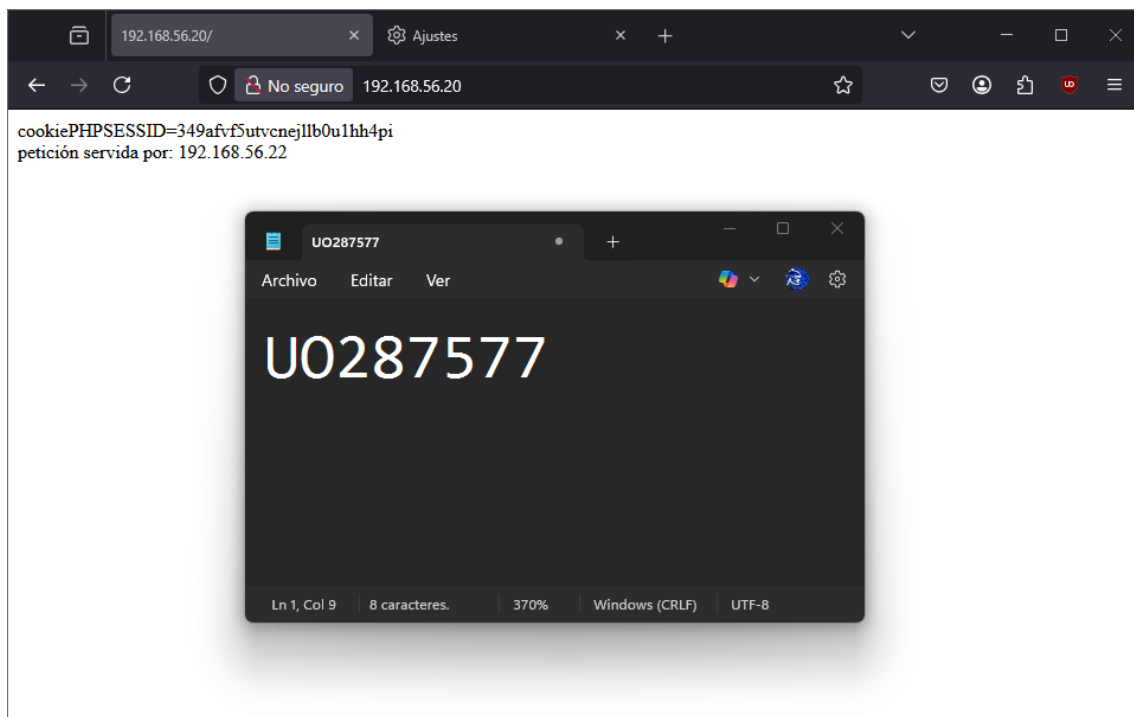 192.168.56.20/
Ajustes
No seguro 192.168.56.20
cookiePHPSESSID=349afvf5utvcnejllb0u1hh4pi
petición servida por: 192.168.56.22
UO287577
Archivo Editar Ver
UO287577
Ln 1, Col 9 8 caracteres. 370% Windows (CRLF) UTF-8